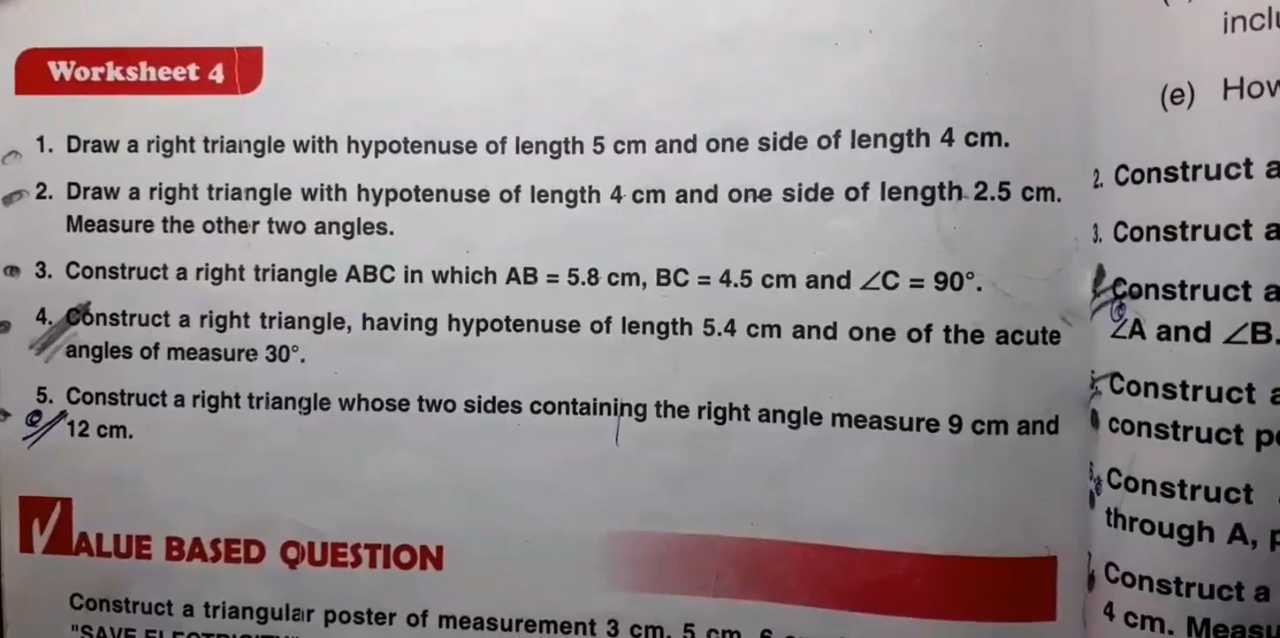 Worksheet 4
1. Draw a right triangle with hypotenuse of length 5 cm and one side of length 4 cm.
2. Draw a right triangle with hypotenuse of length 4 cm and one side of length 2.5 cm.
Measure the other two angles.
3. Construct a right triangle ABC in which AB = 5.8 cm, BC = 4.5 cm and ∠C = 90°.
4. Construct a right triangle, having hypotenuse of length 5.4 cm and one of the acute
angles of measure 30°.
5. Construct a right triangle whose two sides containing the right angle measure 9 cm and
12 cm.
VALUE BASED QUESTION
Construct a triangular poster of measurement 3 cm, 5 cm, 6
"SAVE ELECTRICITY"
(e) How
2. Construct a
3. Construct a
Construct a
∠A and ∠B.
Construct a
construct
Construct
through A,
Construct a
4 cm.